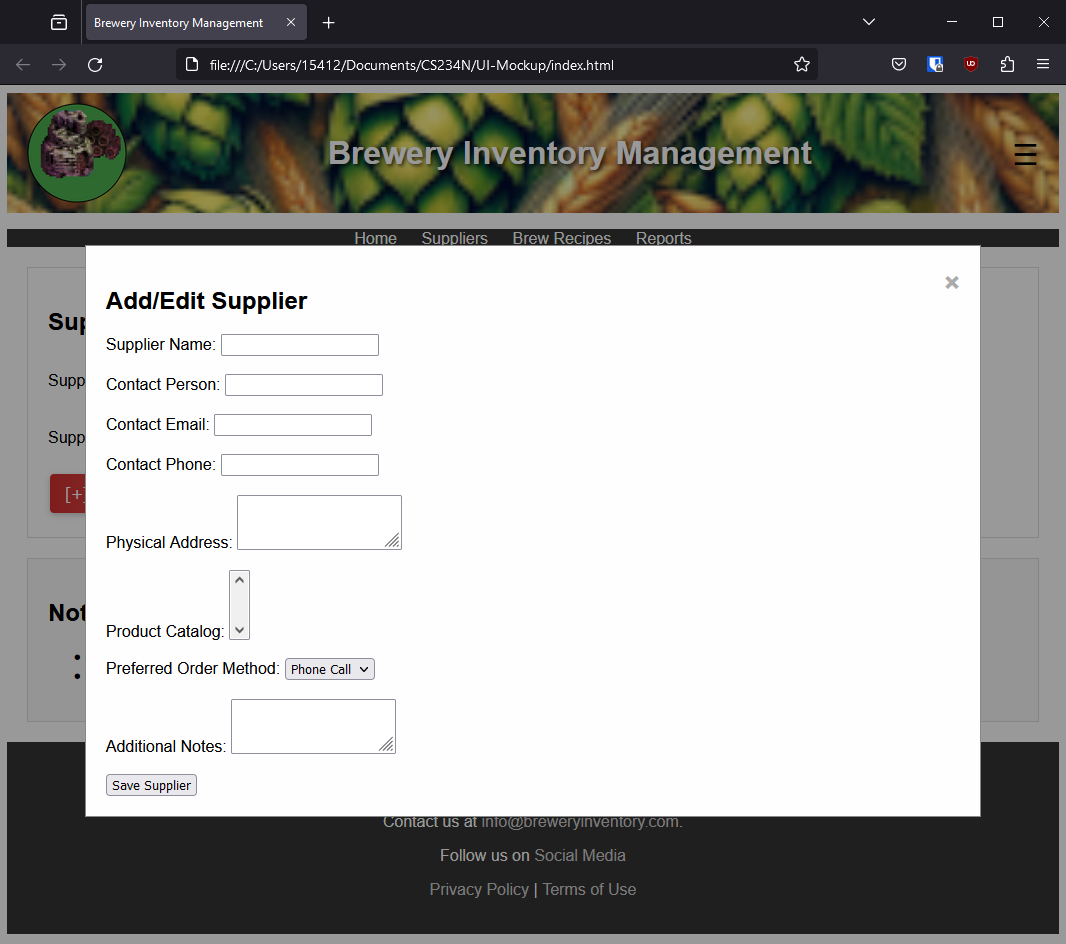 Brewery Inventory Management
file:///C:/Users/15412/Documents/CS234N/UI-Mockup/index.html
Brewery Inventory Management
Home Suppliers Brew Recipes Reports
Add/Edit Supplier
Supplier Name:
Contact Person:
Contact Email:
Contact Phone:
Physical Address:
Product Catalog:
Preferred Order Method: Phone Call
Additional Notes:
Save Supplier
Sup
Supp
Supp
[+]
Not
Contact us at info@breweryinventory.com.
Follow us on Social Media
Privacy Policy | Terms of Use